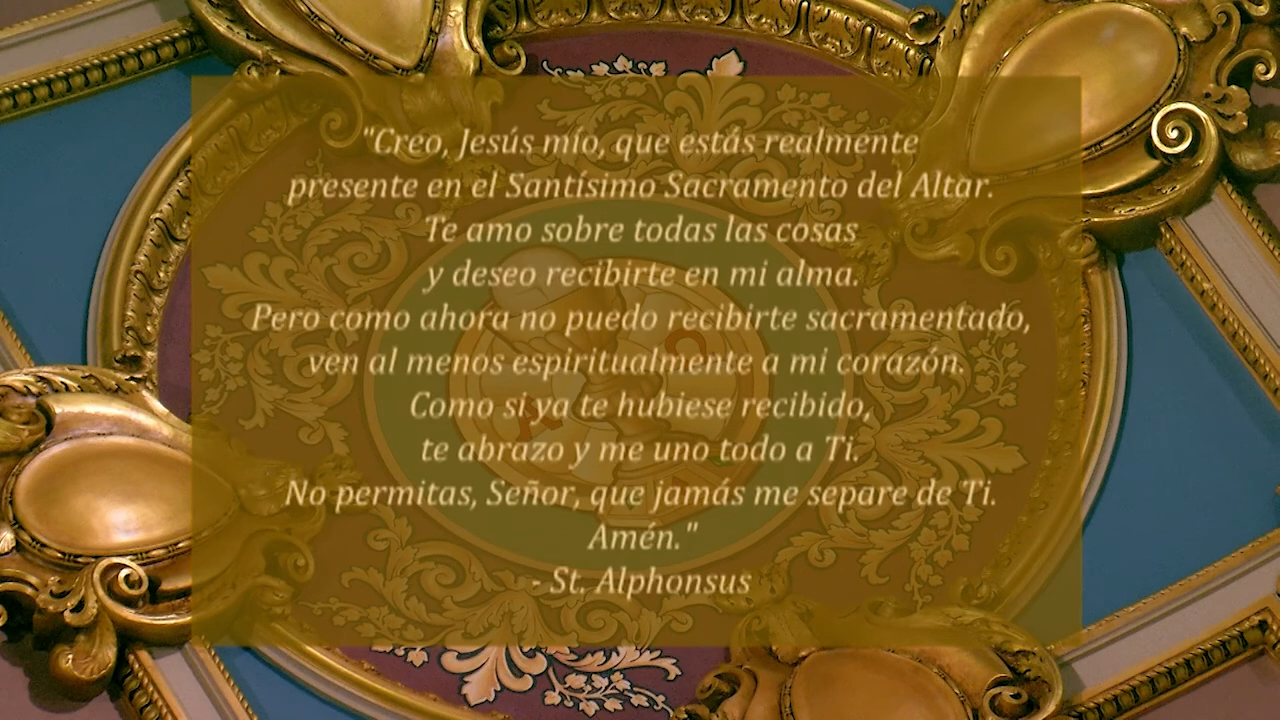 "Creo, Jesús mío, que estás realmente
presente en el Santísimo Sacramento del Altar.
Te amo sobre todas las cosas
y deseo recibirte en mi alma.
Pero como ahora no puedo recibirte sacramentado,
ven al menos espiritualmente a mi corazón.
Como si ya te hubiese recibido,
te abrazo y me uno todo a Ti.
No permitas, Señor, que jamás me separe de Ti.
Amén."
- St. Alphonsus